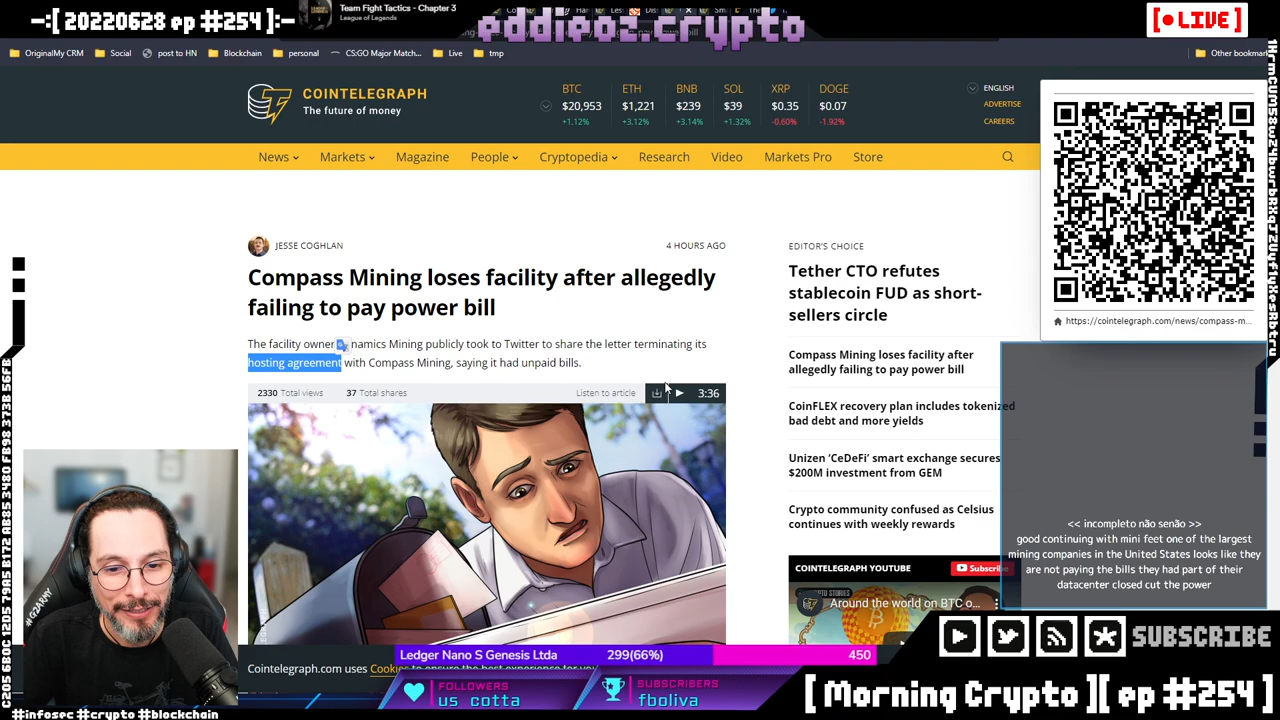 -:[ 20220628 ep #254 ]:-
Team Fight Tactics - Chapter 3
League of Legends
eddieoz.crypto
[ • LIVE ]
OriginalMy CRM
Social
post to HN
Blockchain
personal
CS:GO Major Match...
Live
tmp
Other bookmar
COINTELEGRAPH
The future of money
BTC ETH BNB SOL XRP DOGE
$20,953 $1,221 $239 $39 $0.35 $0.07
+1.12% +3.12% +3.14% +1.32% -0.60% -1.92%
ENGLISH
ADVERTISE
CAREERS
News Markets Magazine People Cryptopedia Research Video Markets Pro Store
JESSE COGHLAN
4 HOURS AGO
Compass Mining loses facility after allegedly
failing to pay power bill
The facility owner namics Mining publicly took to Twitter to share the letter terminating its
hosting agreement with Compass Mining, saying it had unpaid bills.
2330 Total views
37 Total shares
Listen to article
3:36
EDITOR'S CHOICE
Tether CTO refutes
stablecoin FUD as short-
sellers circle
Compass Mining loses facility after
allegedly failing to pay power bill
CoinFLEX recovery plan includes tokenized
bad debt and more yields
Unizen 'CeDeFi' smart exchange secures
$200M investment from GEM
Crypto community confused as Celsius
continues with weekly rewards
COINTELEGRAPH YOUTUBE
Subscribe
Around the world on BTC o...
https://cointelegraph.com/news/compass-m...
<< incompleto não senão >>
good continuing with mini feet one of the largest
mining companies in the United States looks like they
are not paying the bills they had part of their
datacenter closed cut the power
SUBSCRIBE
Cointelegraph.com uses Cookies to ensure the best experience for you
Ledger Nano S Genesis Ltda 299(66%) 450
FOLLOWERS
us_cotta
SUBSCRIBERS
fboliva
[ Morning Crypto ][ ep #254 ]
#infosec #crypto #blockchain